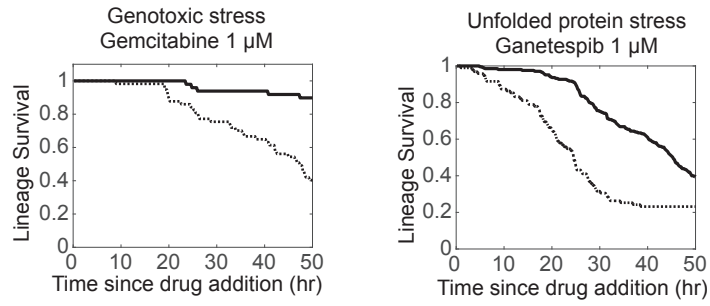 Genotoxic stress
Gemcitabine 1 µM
Lineage Survival
1
0.8
0.6
0.4
0.2
0
0 10 20 30 40 50
Time since drug addition (hr)
Unfolded protein stress
Ganetespib 1 µM
Lineage Survival
1
0.8
0.6
0.4
0.2
0
0 10 20 30 40 50
Time since drug addition (hr)